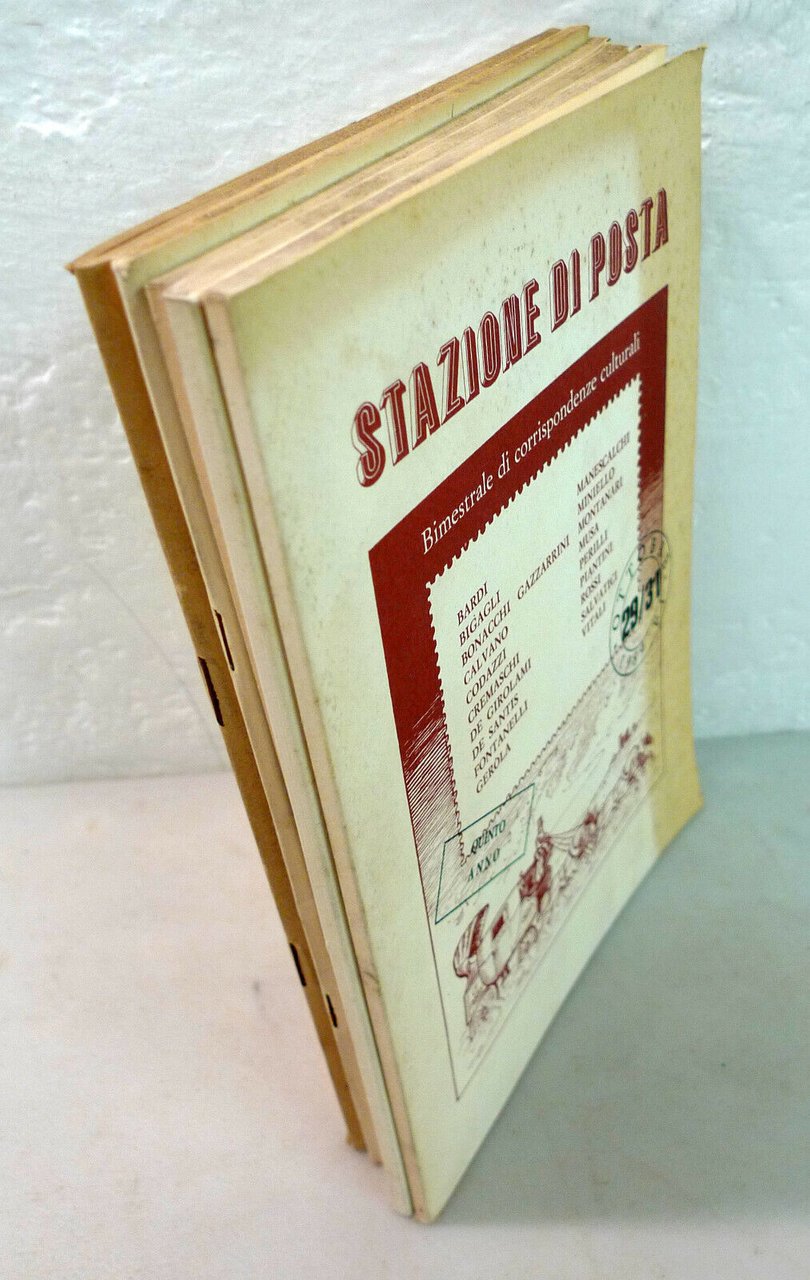 STAZIONE DI POSTA
Bimestrale di corrispondenze culturali
BARDI
BIGAGLI
BONACCHI GAZZARRINI
CALVANO
CODAZZI
CREMASCHI
DE GIROLAMI
DE SANTIS
FONTANELLI
GEROLA
MANESCALCHI
MINIELLO
MONTANARI
MUSA
PERILLI
PIANTINI
ROSSI
SALVATICI
VITALI
29/31
QUINTO
ANNO